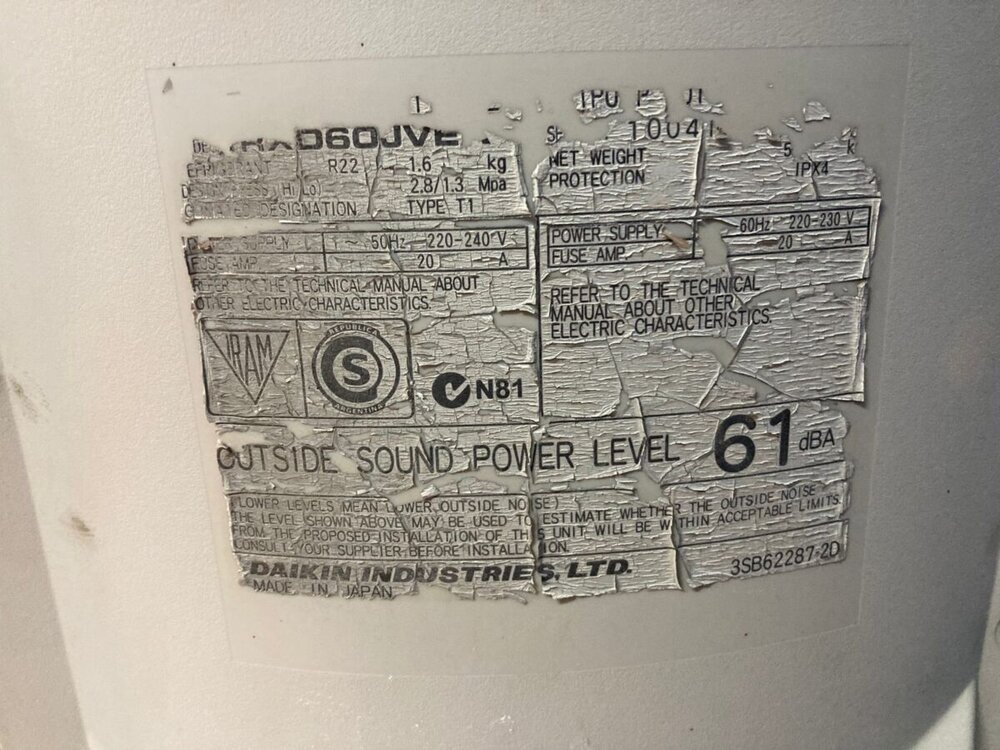 D60JVE
R22 1.6 kg
2.8/1.3 Mpa
DESIGNATION TYPE T1
50Hz 220-240 V
FUSE AMP. 20 A
REFER TO THE TECHNICAL MANUAL ABOUT
OTHER ELECTRIC CHARACTERISTICS
IRAM
REPUBLICA
S
ARGENTINA
N81
1004
NET WEIGHT
PROTECTION IPX4
POWER SUPPLY 60Hz 220-230 V
FUSE AMP. 20 A
REFER TO THE TECHNICAL
MANUAL ABOUT OTHER
ELECTRIC CHARACTERISTICS.
OUTSIDE SOUND POWER LEVEL 61 dBA
(LOWER LEVELS MEAN LOWER OUTSIDE NOISE)
THE LEVEL SHOWN ABOVE MAY BE USED TO ESTIMATE WHETHER THE OUTSIDE NOISE
FROM THE PROPOSED INSTALLATION OF THIS UNIT WILL BE WITHIN ACCEPTABLE LIMITS.
CONSULT YOUR SUPPLIER BEFORE INSTALLATION.
DAIKIN INDUSTRIES, LTD.
MADE IN JAPAN
3SB62287-2D